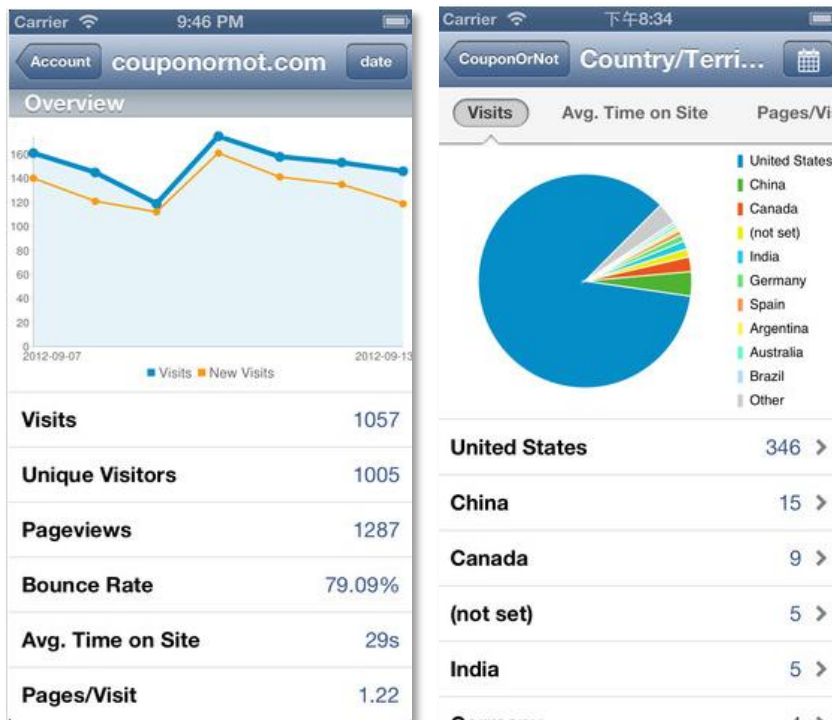 Carrier 9:46 PM
Account couponornot.com date
Overview
160
140
120
100
80
60
40
20
0
2012-09-07 2012-09-13
Visits New Visits
Visits 1057
Unique Visitors 1005
Pageviews 1287
Bounce Rate 79.09%
Avg. Time on Site 29s
Pages/Visit 1.22
Carrier 下午8:34
CouponOrNot Country/Terri...
Visits Avg. Time on Site Pages/Vi
United States
China
Canada
(not set)
India
Germany
Spain
Argentina
Australia
Brazil
Other
United States 346
China 15
Canada 9
(not set) 5
India 5